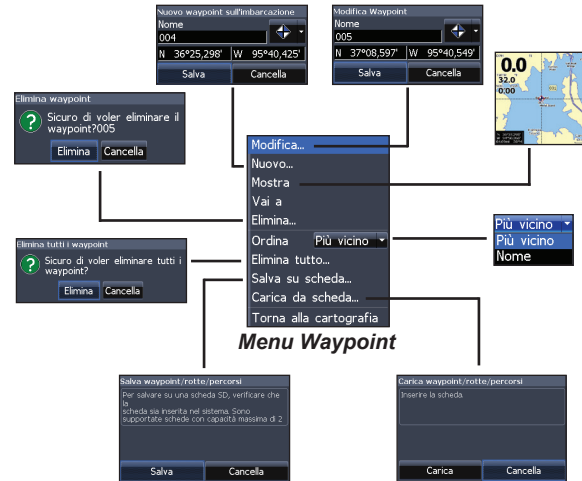 Nuovo waypoint sull'imbarcazione
Nome
004
N 36°25,298' W 95°40,425'
Salva Cancella
Modifica Waypoint
Nome
005
N 37°08,597' W 95°40,549'
Salva Cancella
0.0
32.0
0:00
Elimina waypoint
Sicuro di voler eliminare il
waypoint?005
Elimina Cancella
Modifica...
Nuovo...
Mostra
Vai a
Elimina...
Ordina Più vicino
Elimina tutto...
Salva su scheda...
Carica da scheda...
Torna alla cartografia
Menu Waypoint
Più vicino
Più vicino
Nome
Elimina tutti i waypoint
Sicuro di voler eliminare tutti i
waypoint?
Elimina Cancella
Salva waypoint/rotte/percorsi
Per salvare su una scheda SD, verificare che
la
scheda sia inserita nel sistema. Sono
supportate schede con capacità massima di 2
Salva Cancella
Carica waypoint/rotte/percorsi
Inserire la scheda
Carica Cancella